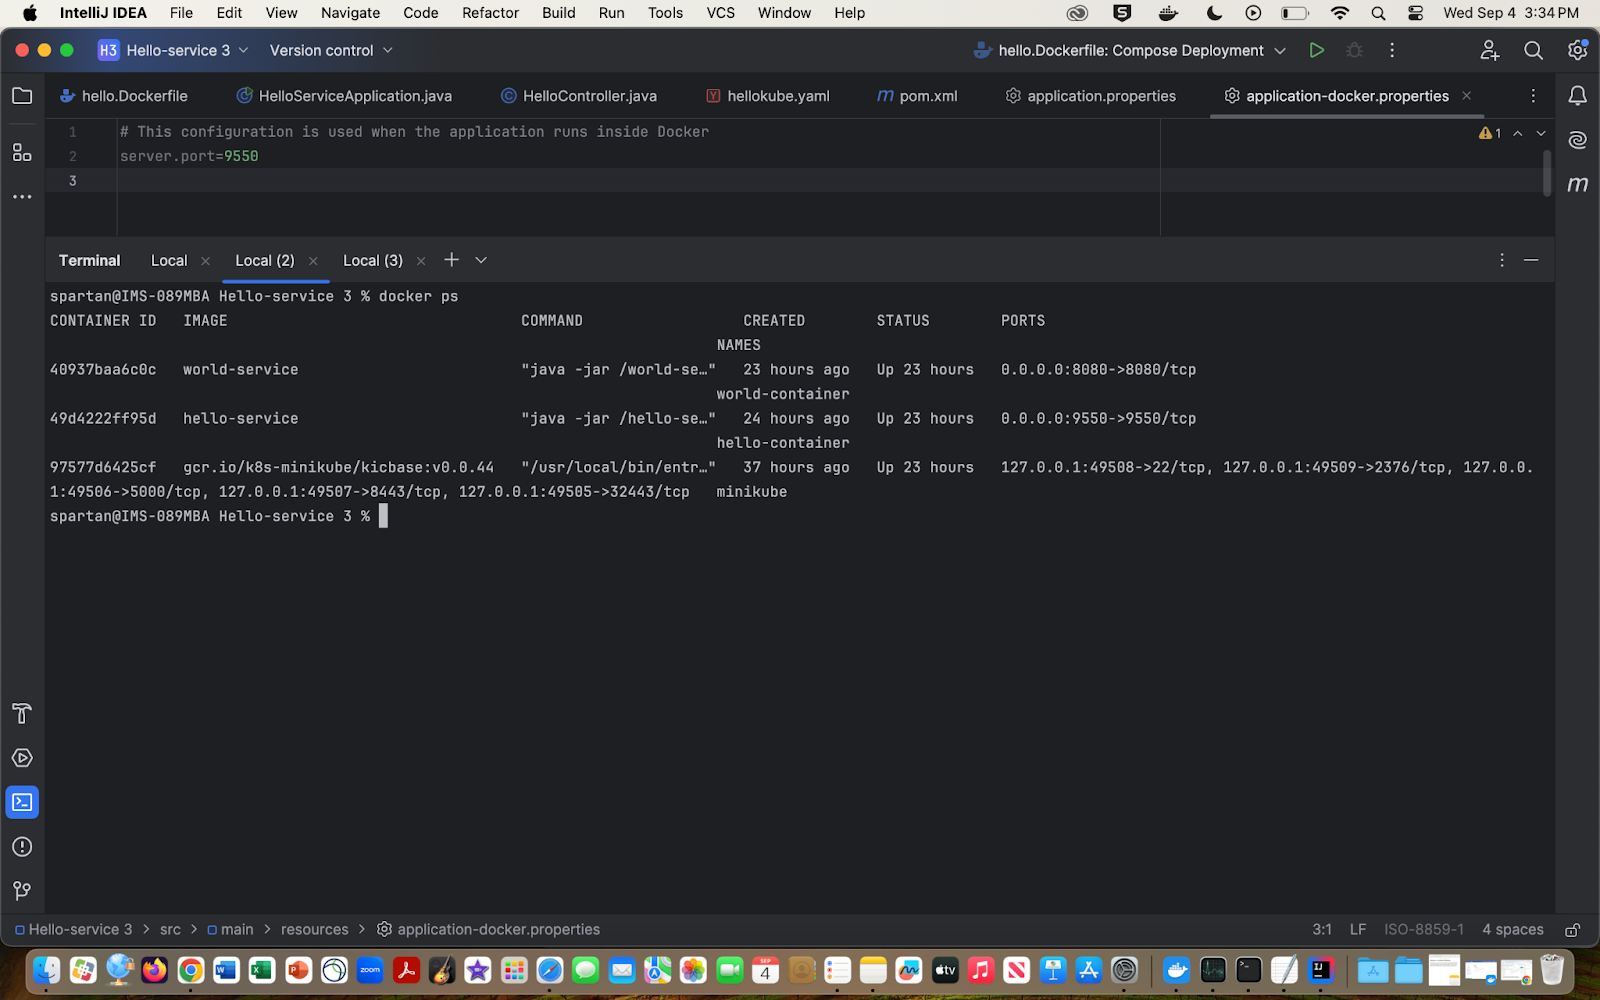 IntelliJ IDEA File Edit View Navigate Code Refactor Build Run Tools VCS Window Help Wed Sep 4 3:34 PM
H3 Hello-service 3 Version control hello.Dockerfile: Compose Deployment
hello.Dockerfile HelloServiceApplication.java HelloController.java hellokube.yaml pom.xml application.properties application-docker.properties
1 # This configuration is used when the application runs inside Docker 1
2 server.port=9550
3
Terminal Local Local (2) Local (3)
spartan@IMS-089MBA Hello-service 3 % docker ps
CONTAINER ID IMAGE COMMAND CREATED STATUS PORTS
NAMES
40937baa6c0c world-service "java -jar /world-se…" 23 hours ago Up 23 hours 0.0.0.0:8080->8080/tcp
world-container
49d4222ff95d hello-service "java -jar /hello-se…" 24 hours ago Up 23 hours 0.0.0.0:9550->9550/tcp
hello-container
97577d6425cf gcr.io/k8s-minikube/kicbase:v0.0.44 "/usr/local/bin/entr…" 37 hours ago Up 23 hours 127.0.0.1:49508->22/tcp, 127.0.0.1:49509->2376/tcp, 127.0.0.
1:49506->5000/tcp, 127.0.0.1:49507->8443/tcp, 127.0.0.1:49505->32443/tcp minikube
spartan@IMS-089MBA Hello-service 3 %
Hello-service 3 > src > main > resources > application-docker.properties 3:1 LF ISO-8859-1 4 spaces
zoom SEP 4 tv